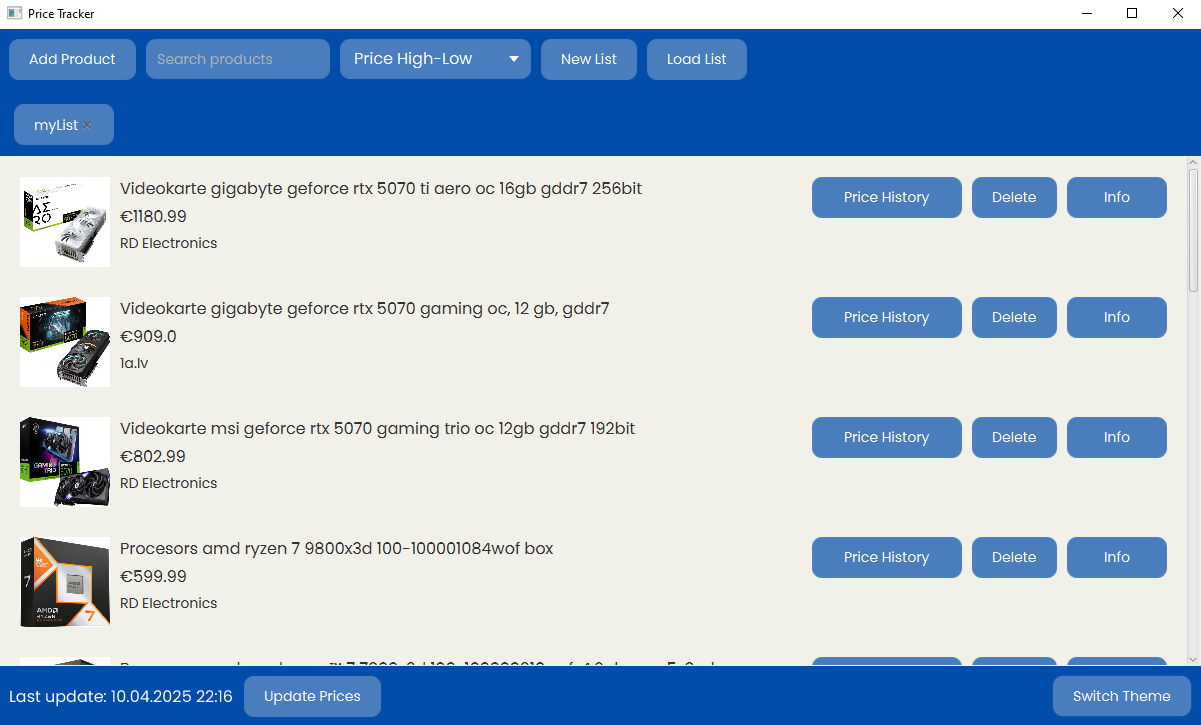 Price Tracker
Add Product
Search products
Price High-Low
New List
Load List
myList ×
Videokarte gigabyte geforce rtx 5070 ti aero oc 16gb gddr7 256bit
€1180.99
RD Electronics
Price History
Delete
Info
Videokarte gigabyte geforce rtx 5070 gaming oc, 12 gb, gddr7
€909.0
1a.lv
Price History
Delete
Info
Videokarte msi geforce rtx 5070 gaming trio oc 12gb gddr7 192bit
€802.99
RD Electronics
Price History
Delete
Info
Procesors amd ryzen 7 9800x3d 100-100001084wof box
€599.99
RD Electronics
Price History
Delete
Info
Last update: 10.04.2025 22:16
Update Prices
Switch Theme